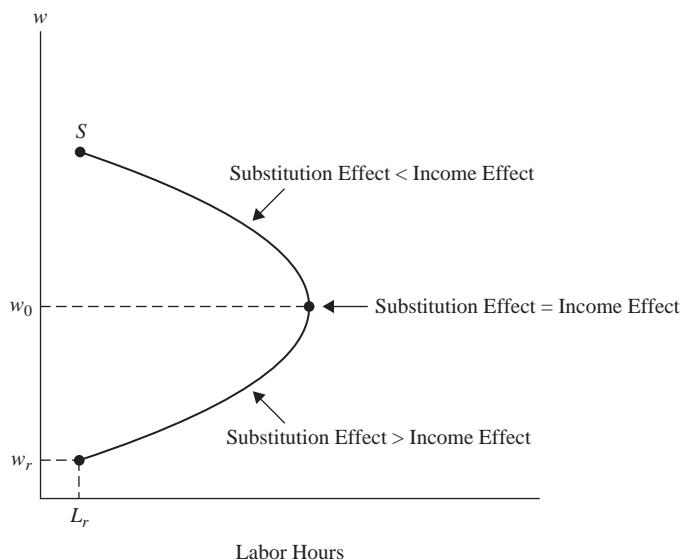 w
S
Substitution Effect < Income Effect
w₀
Substitution Effect = Income Effect
Substitution Effect > Income Effect
wᵣ
Lᵣ
Labor Hours